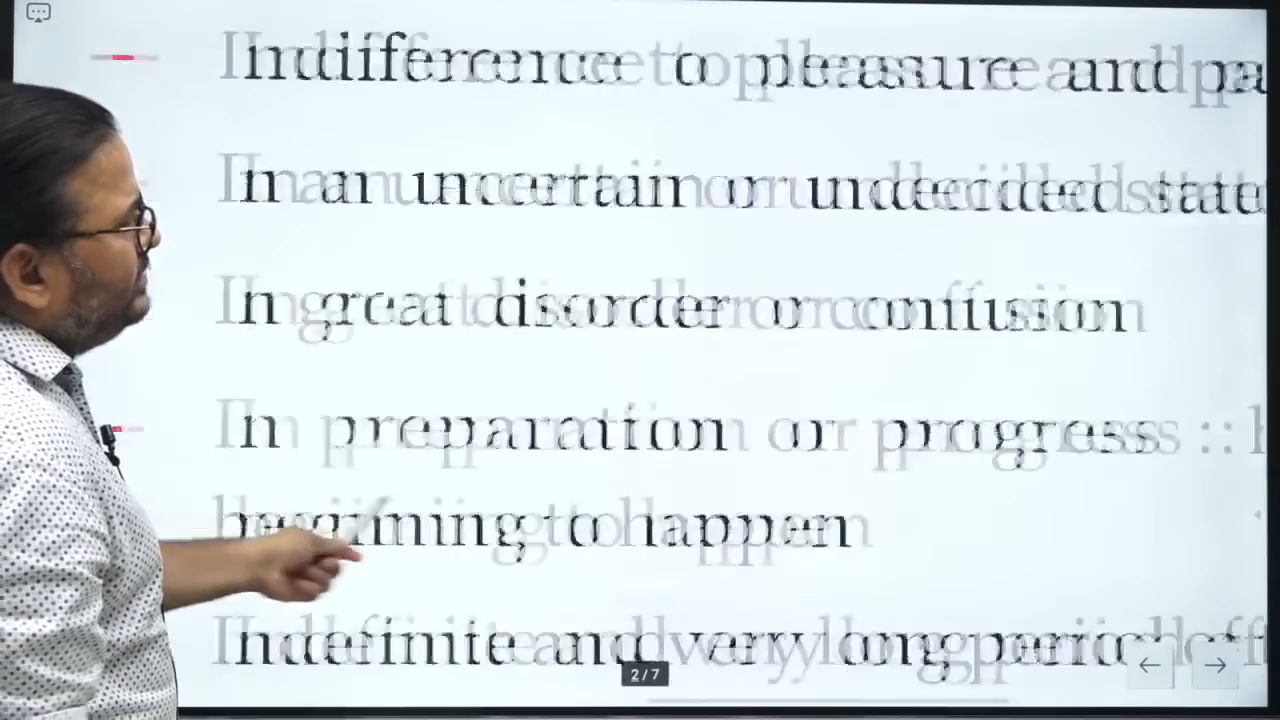 Indifference to pleasure and
In an uncertain or undecided state
In great disorder or confusion
In preparation or progress :
beginning to happen
Indefinite and very long period of
2/7